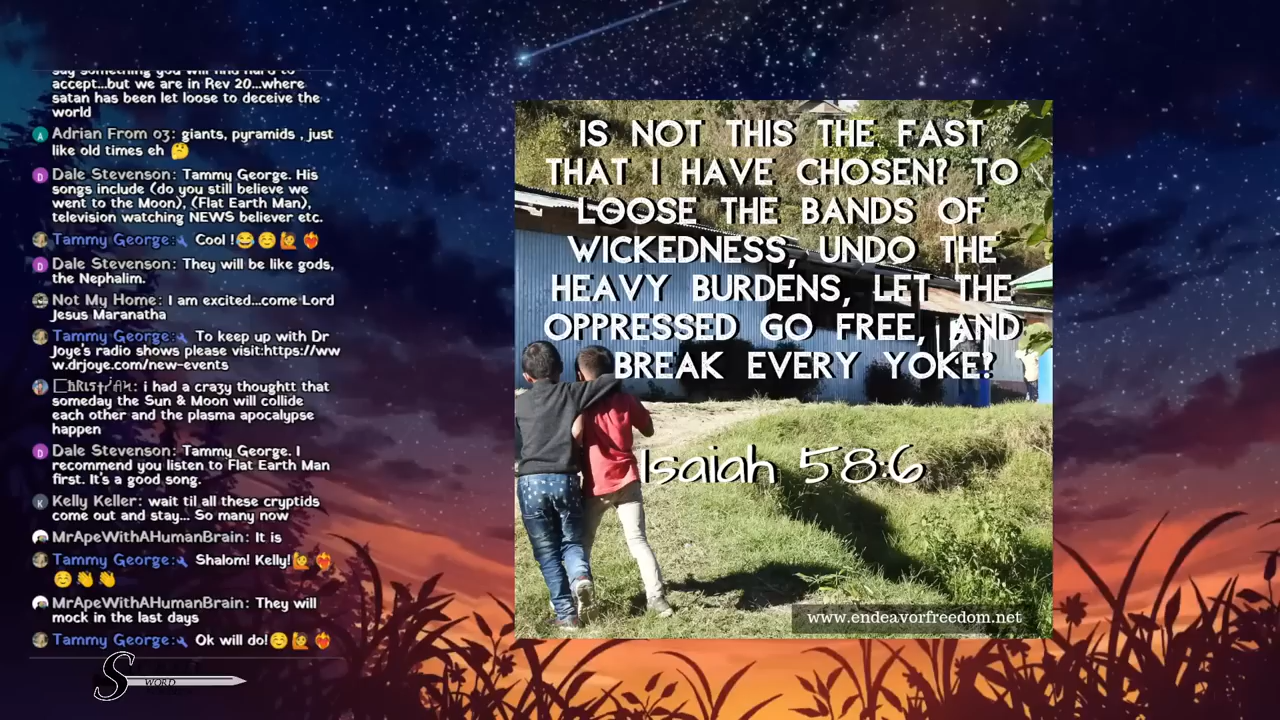 say something you will find hard to
accept...but we are in Rev 20...where
satan has been let loose to deceive the
world
A Adrian From 03: giants, pyramids , just
like old times eh 🤔
D Dale Stevenson: Tammy George. His
songs include (do you still believe we
went to the Moon), (Flat Earth Man),
television watching NEWS believer etc.
Tammy George: Cool !😂☺️🙋❤️‍🔥
D Dale Stevenson: They will be like gods,
the Nephalim.
Not My Home: I am excited...come Lord
Jesus Maranatha
Tammy George: To keep up with Dr
Joye's radio shows please visit:https://ww
w.drjoye.com/new-events
i had a crazy thoughtt that
someday the Sun & Moon will collide
each other and the plasma apocalypse
happen
D Dale Stevenson: Tammy George. I
recommend you listen to Flat Earth Man
first. It's a good song.
K Kelly Keller: wait til all these cryptids
come out and stay... So many now
MrApeWithAHumanBrain: It is
Tammy George: Shalom! Kelly!🙋❤️‍🔥
☺️👏👏
MrApeWithAHumanBrain: They will
mock in the last days
Tammy George: Ok will do!☺️🙋❤️‍🔥
SWORD
IS NOT THIS THE FAST
THAT I HAVE CHOSEN? TO
LOOSE THE BANDS OF
WICKEDNESS, UNDO THE
HEAVY BURDENS, LET THE
OPPRESSED GO FREE, AND
BREAK EVERY YOKE?
Isaiah 58:6
www.endeavorfreedom.net